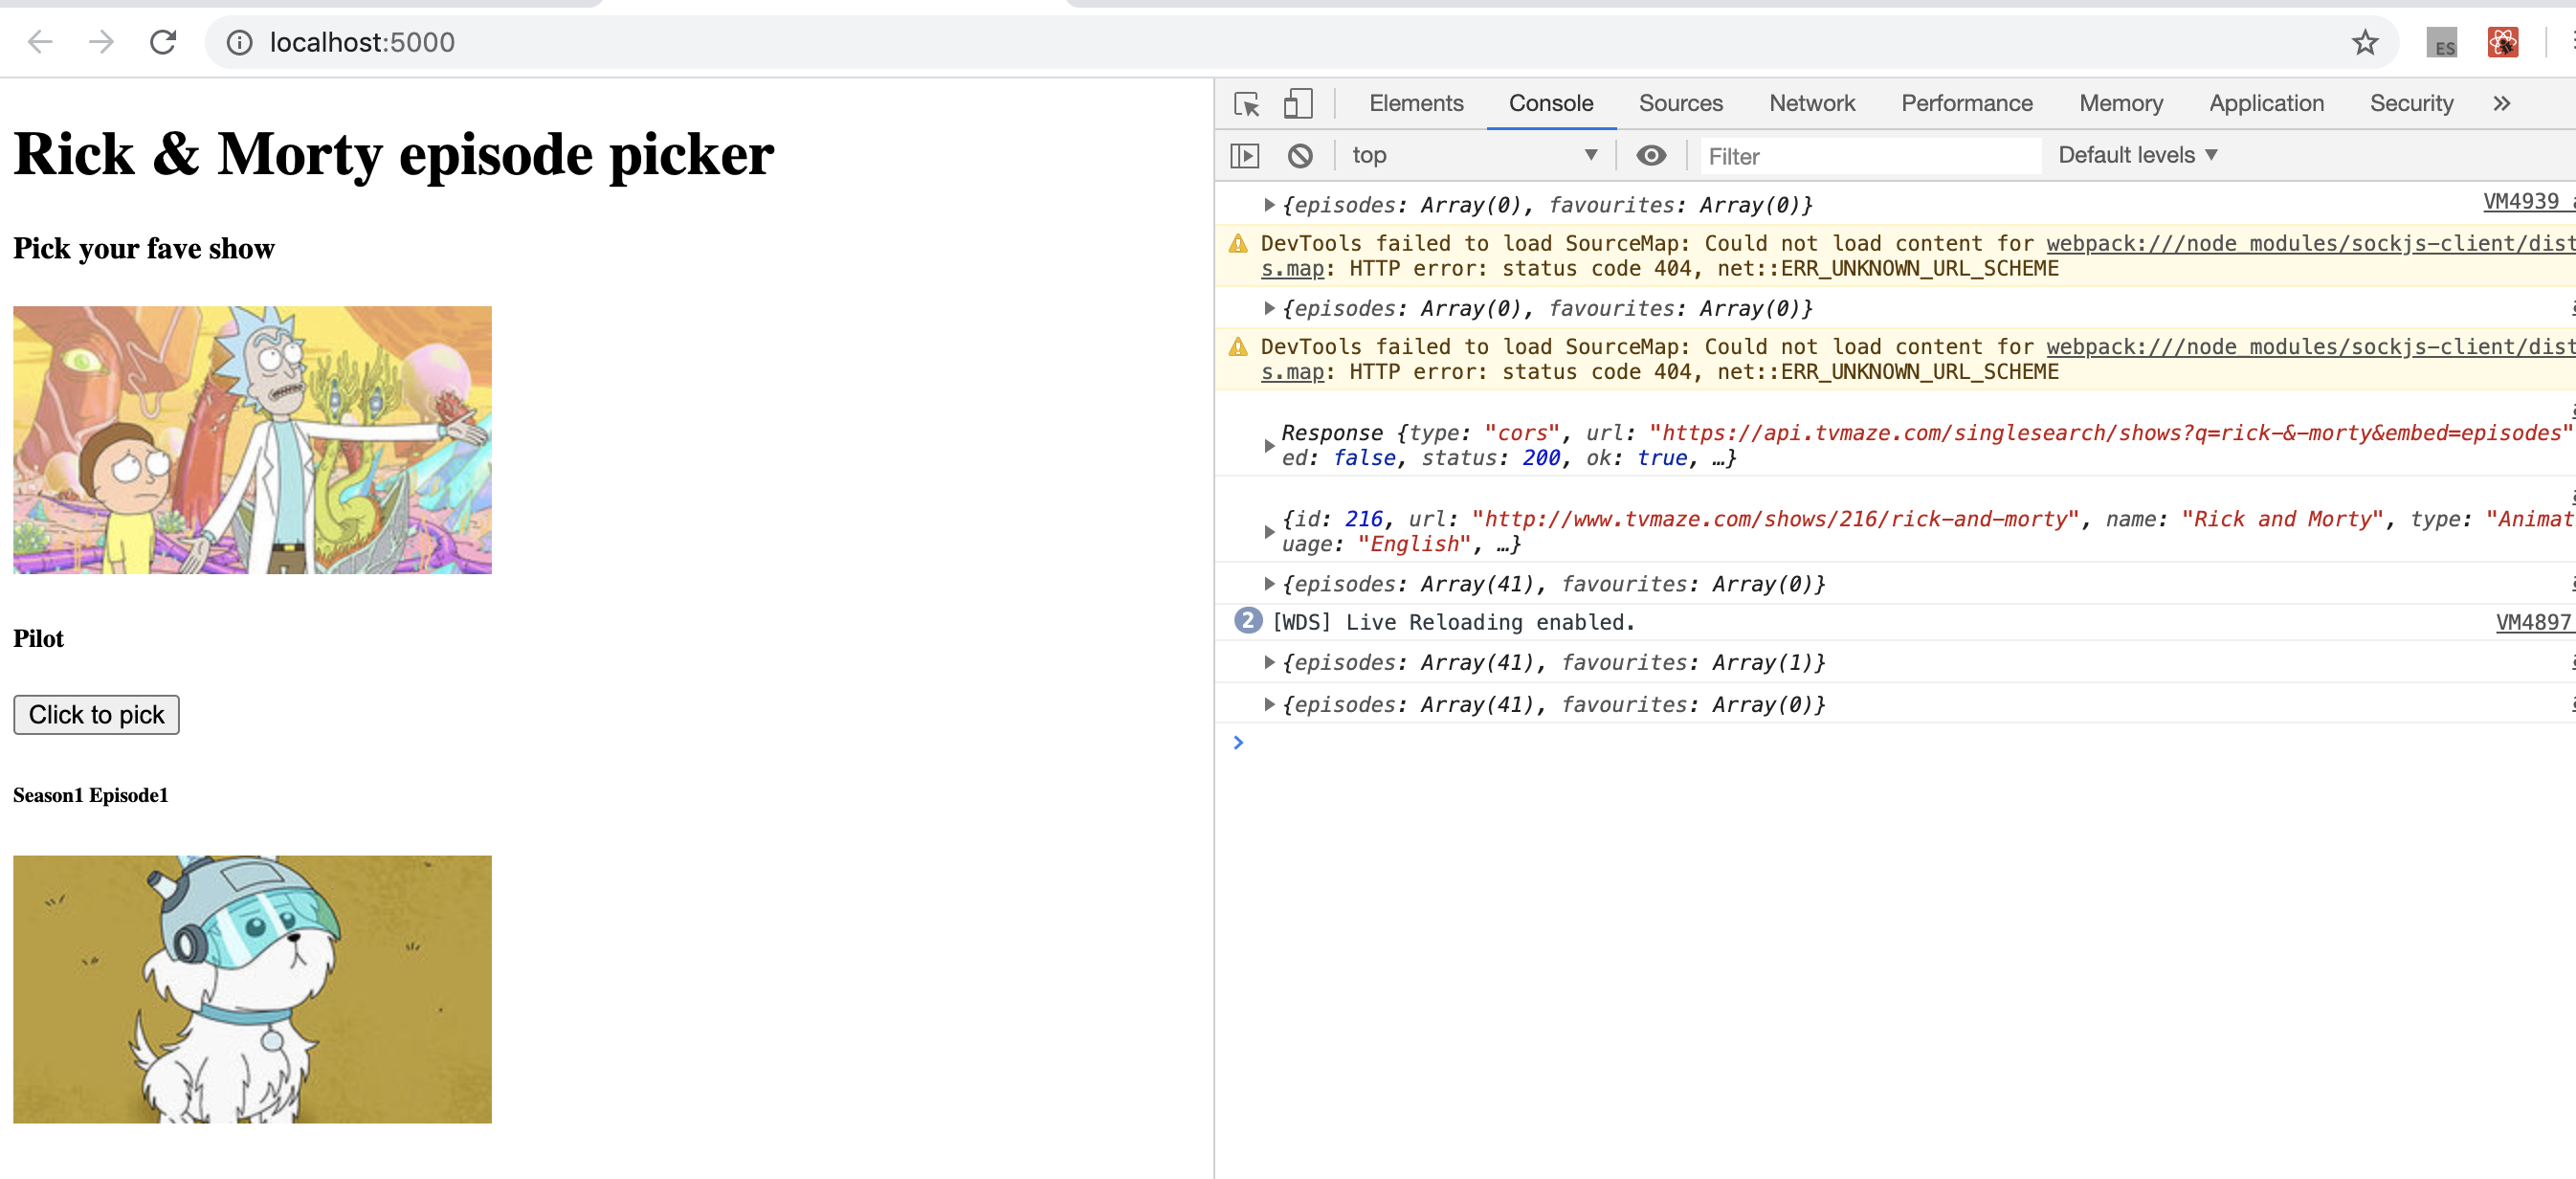 localhost:5000
ES
Rick & Morty episode picker
Pick your fave show
Pilot
Click to pick
Season1 Episode1
Elements Console Sources Network Performance Memory Application Security »
top Filter Default levels
{episodes: Array(0), favourites: Array(0)} VM4939
DevTools failed to load SourceMap: Could not load content for webpack:///node_modules/sockjs-client/dist
s.map: HTTP error: status code 404, net::ERR_UNKNOWN_URL_SCHEME
{episodes: Array(0), favourites: Array(0)}
DevTools failed to load SourceMap: Could not load content for webpack:///node_modules/sockjs-client/dist
s.map: HTTP error: status code 404, net::ERR_UNKNOWN_URL_SCHEME
Response {type: "cors", url: "https://api.tvmaze.com/singlesearch/shows?q=rick-&-morty&embed=episodes"
ed: false, status: 200, ok: true, …}
{id: 216, url: "http://www.tvmaze.com/shows/216/rick-and-morty", name: "Rick and Morty", type: "Animat
uage: "English", …}
{episodes: Array(41), favourites: Array(0)}
2 [WDS] Live Reloading enabled. VM4897
{episodes: Array(41), favourites: Array(1)}
{episodes: Array(41), favourites: Array(0)}